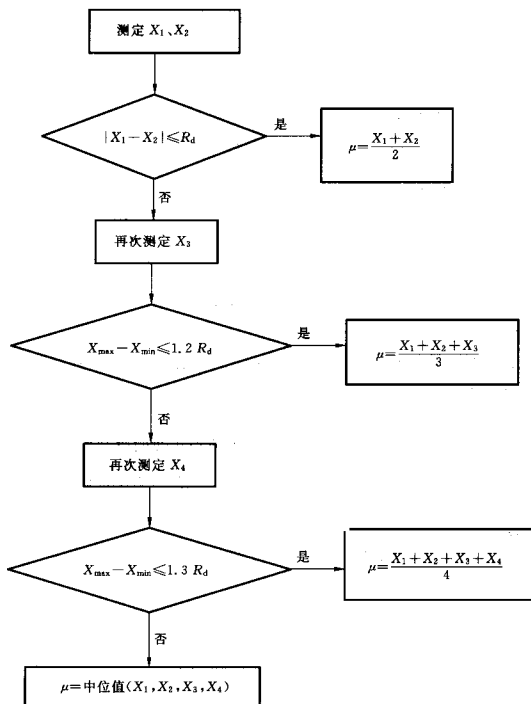 测定 X₁、X₂
|X₁－X₂|≤R_d
是
μ=(X₁+X₂)/2
否
再次测定 X₃
X_max－X_min≤1.2 R_d
是
μ=(X₁+X₂+X₃)/3
否
再次测定 X₄
X_max－X_min≤1.3 R_d
是
μ=(X₁+X₂+X₃+X₄)/4
否
μ=中位值(X₁,X₂,X₃,X₄)